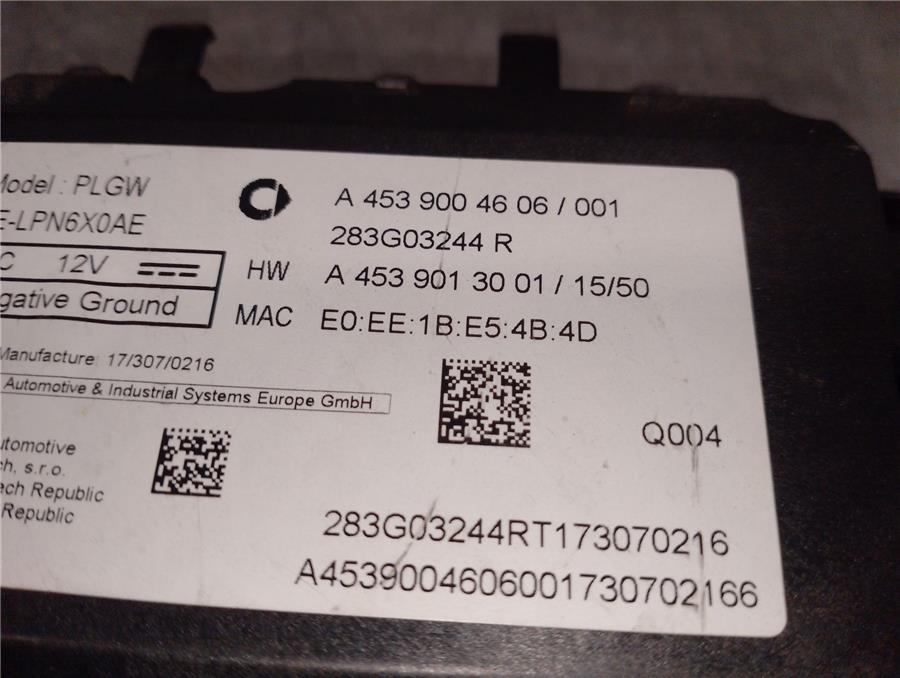 Model : PLGW
E-LPN6X0AE
C 12V
gative Ground
Manufacture: 17/307/0216
Automotive & Industrial Systems Europe GmbH
utomotive
ch, s.r.o.
ech Republic
Republic
A 453 900 46 06 / 001
283G03244 R
HW A 453 901 30 01 / 15/50
MAC E0:EE:1B:E5:4B:4D
Q004
283G03244RT173070216
A4539004606001730702166